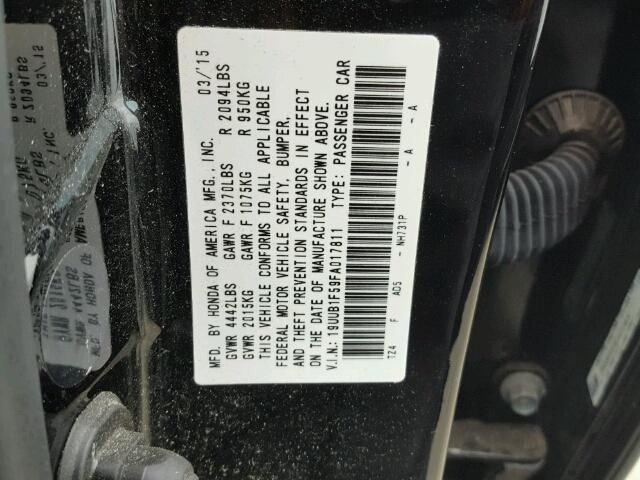 MFD. BY HONDA OF AMERICA MFG., INC. 03/'15
GVWR 4442LBS GAWR F 2370LBS R 2094LBS
GVWR 2015KG GAWR F 1075KG R 950KG
THIS VEHICLE CONFORMS TO ALL APPLICABLE
FEDERAL MOTOR VEHICLE SAFETY, BUMPER,
AND THEFT PREVENTION STANDARDS IN EFFECT
ON THE DATE OF MANUFACTURE SHOWN ABOVE.
V.I.N.: 19UUB1F59FA017811 TYPE: PASSENGER CAR
TZ4 F AD5 - NH731P - A - A